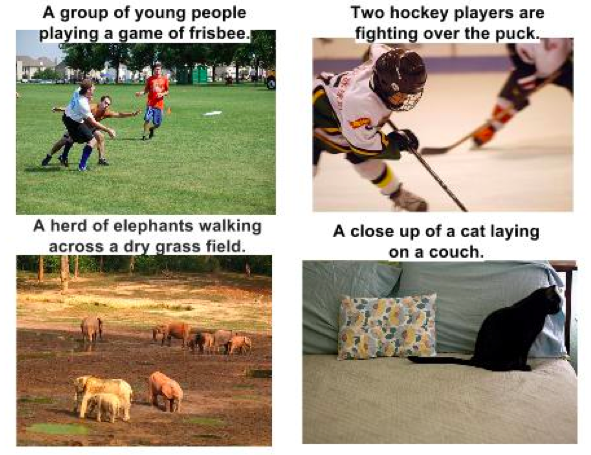 A group of young people
playing a game of frisbee.
Two hockey players are
fighting over the puck.
A herd of elephants walking
across a dry grass field.
A close up of a cat laying
on a couch.